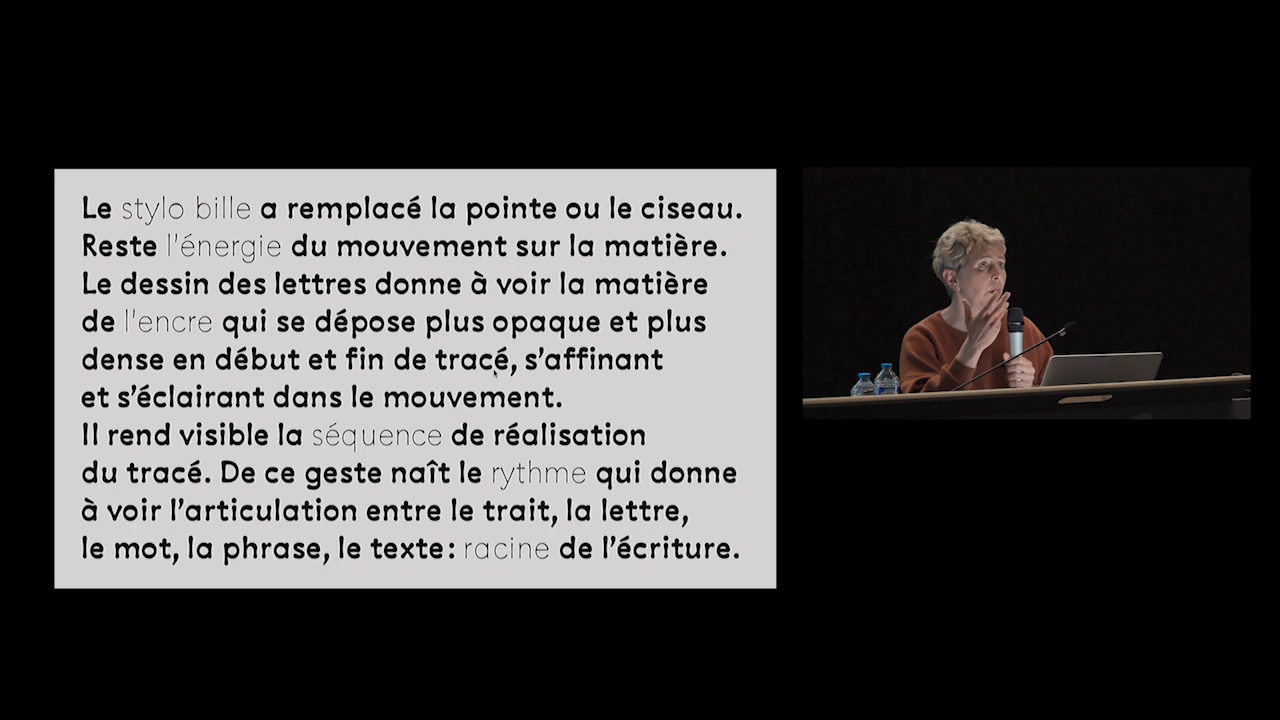 Le stylo bille a remplacé la pointe ou le ciseau.
Reste l'énergie du mouvement sur la matière.
Le dessin des lettres donne à voir la matière
de l'encre qui se dépose plus opaque et plus
dense en début et fin de tracé, s’affinant
et s’éclairant dans le mouvement.
Il rend visible la séquence de réalisation
du tracé. De ce geste naît le rythme qui donne
à voir l’articulation entre le trait, la lettre,
le mot, la phrase, le texte : racine de l’écriture.